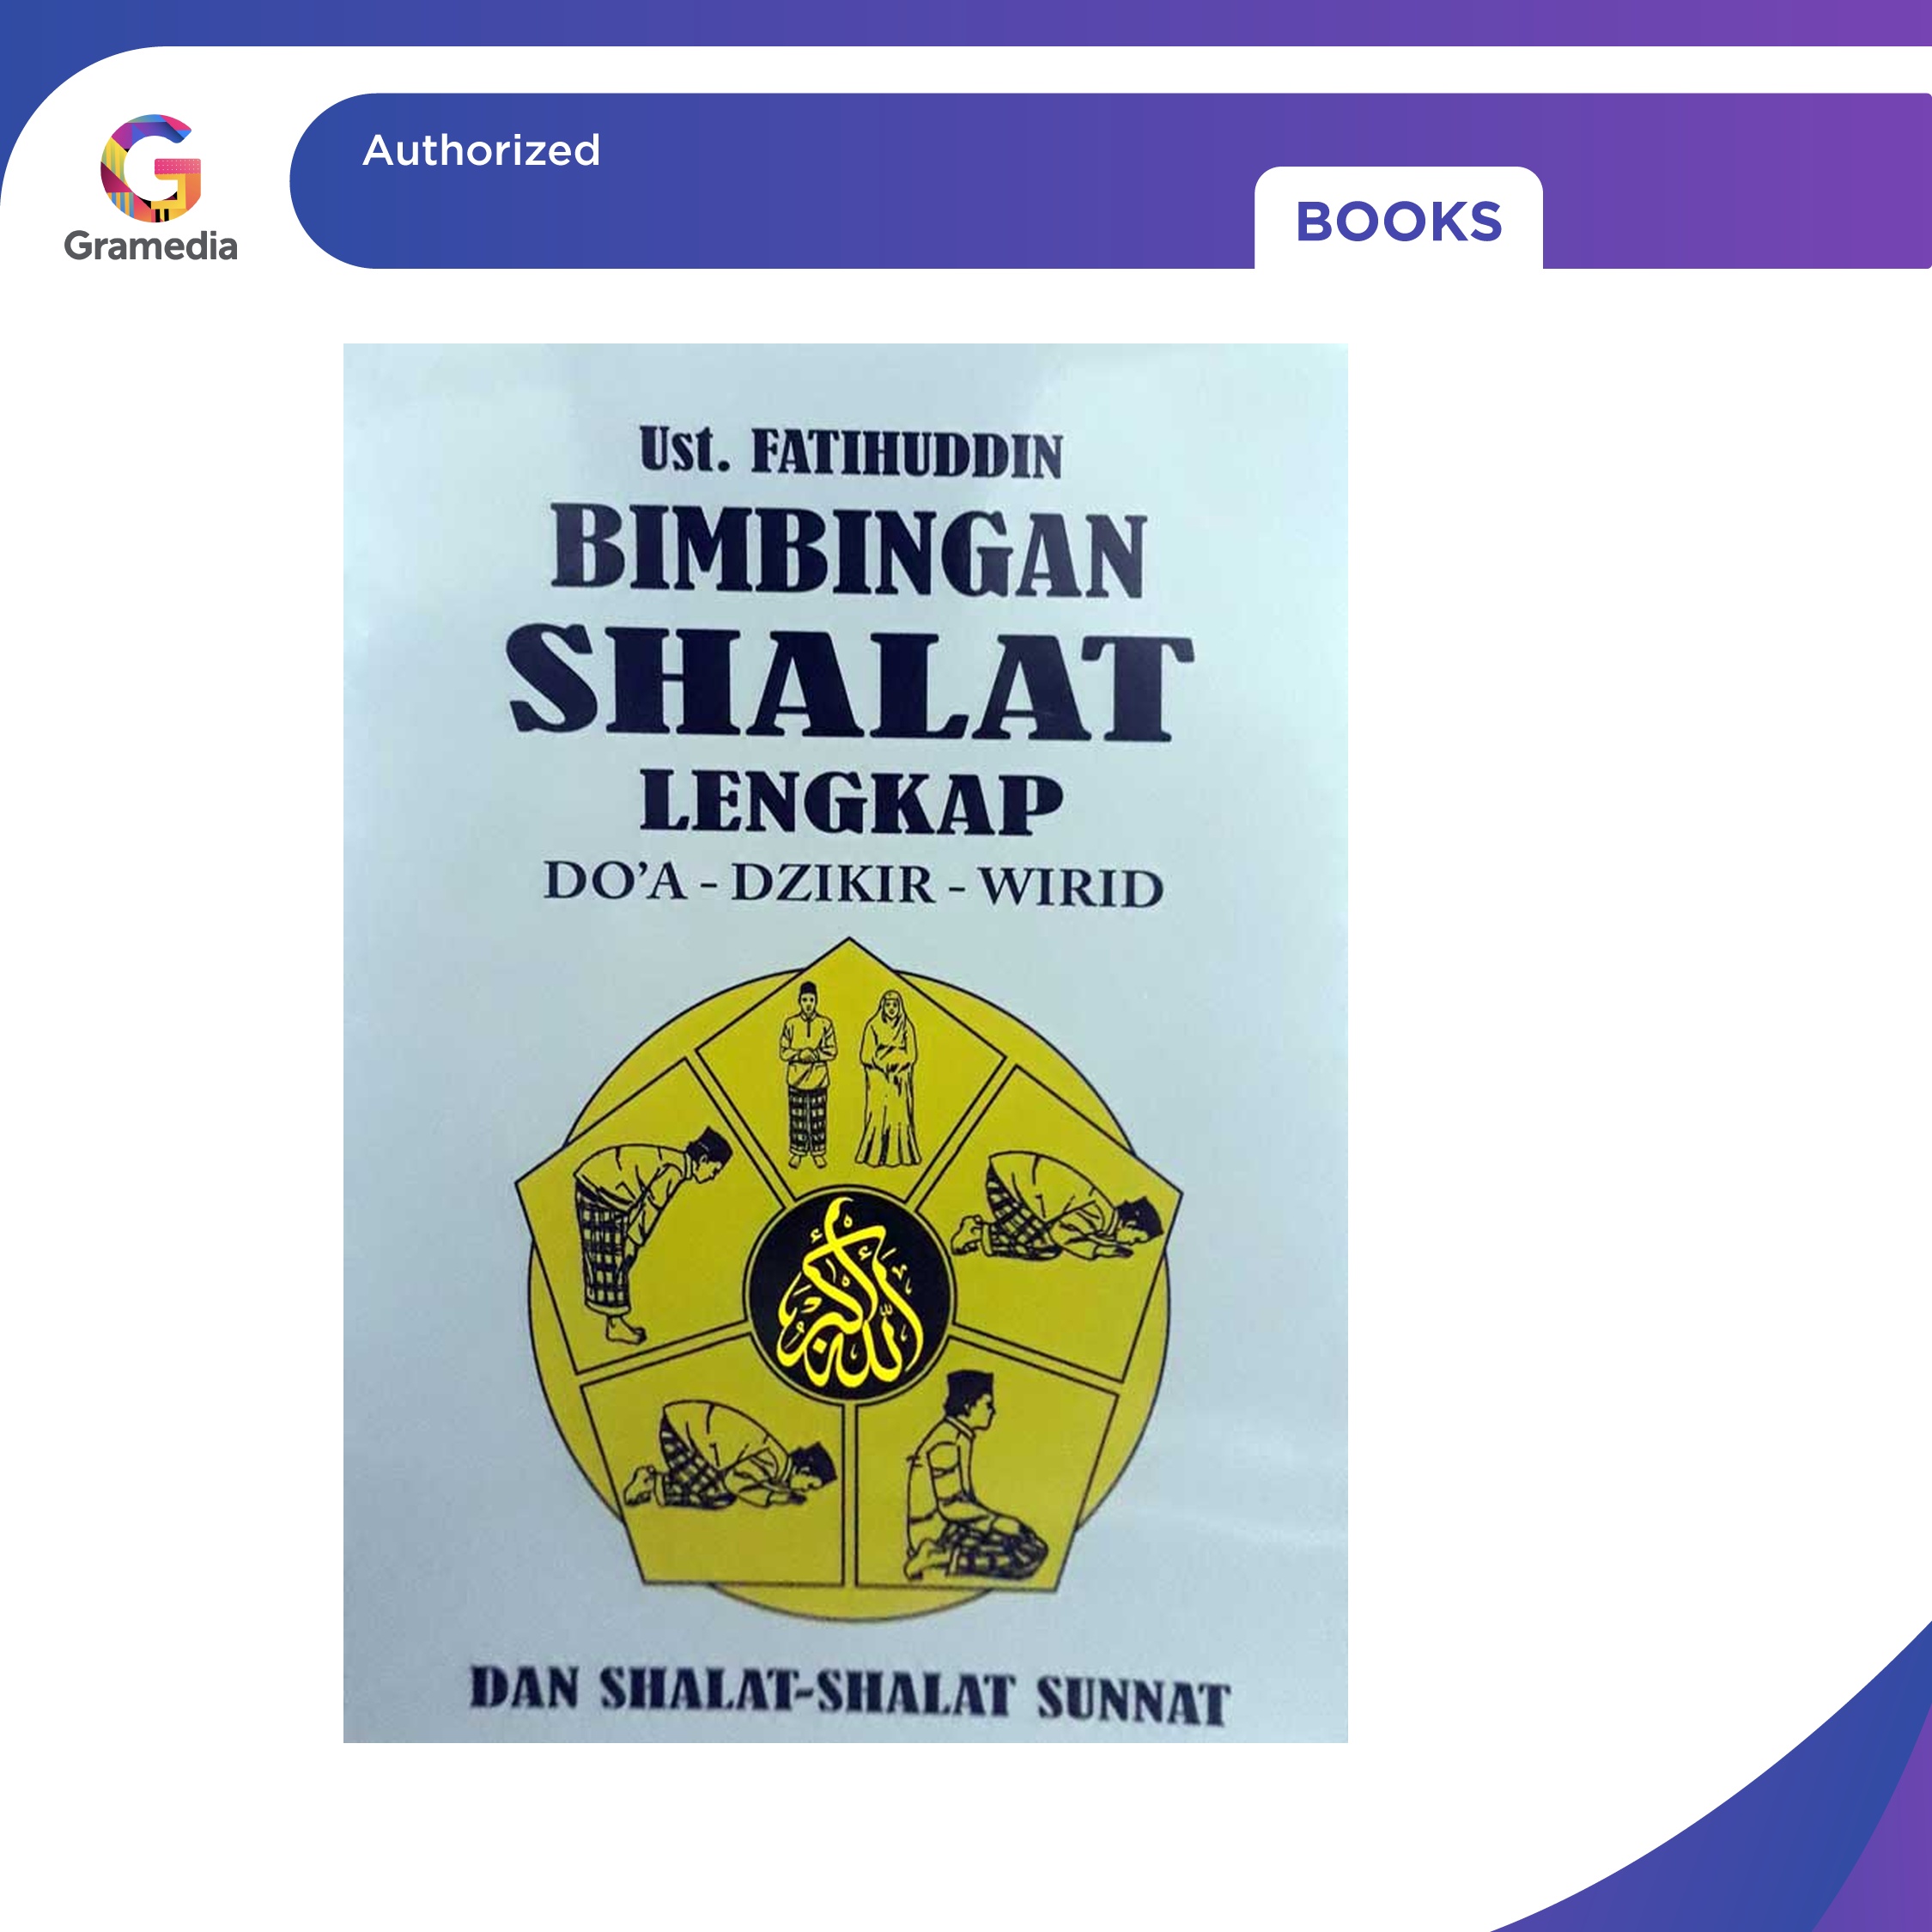 Gramedia
Authorized
BOOKS
Ust. FATIHUDDIN
BIMBINGAN
SHALAT
LENGKAP
DO'A - DZIKIR - WIRID
الله أكبر
DAN SHALAT-SHALAT SUNNAT